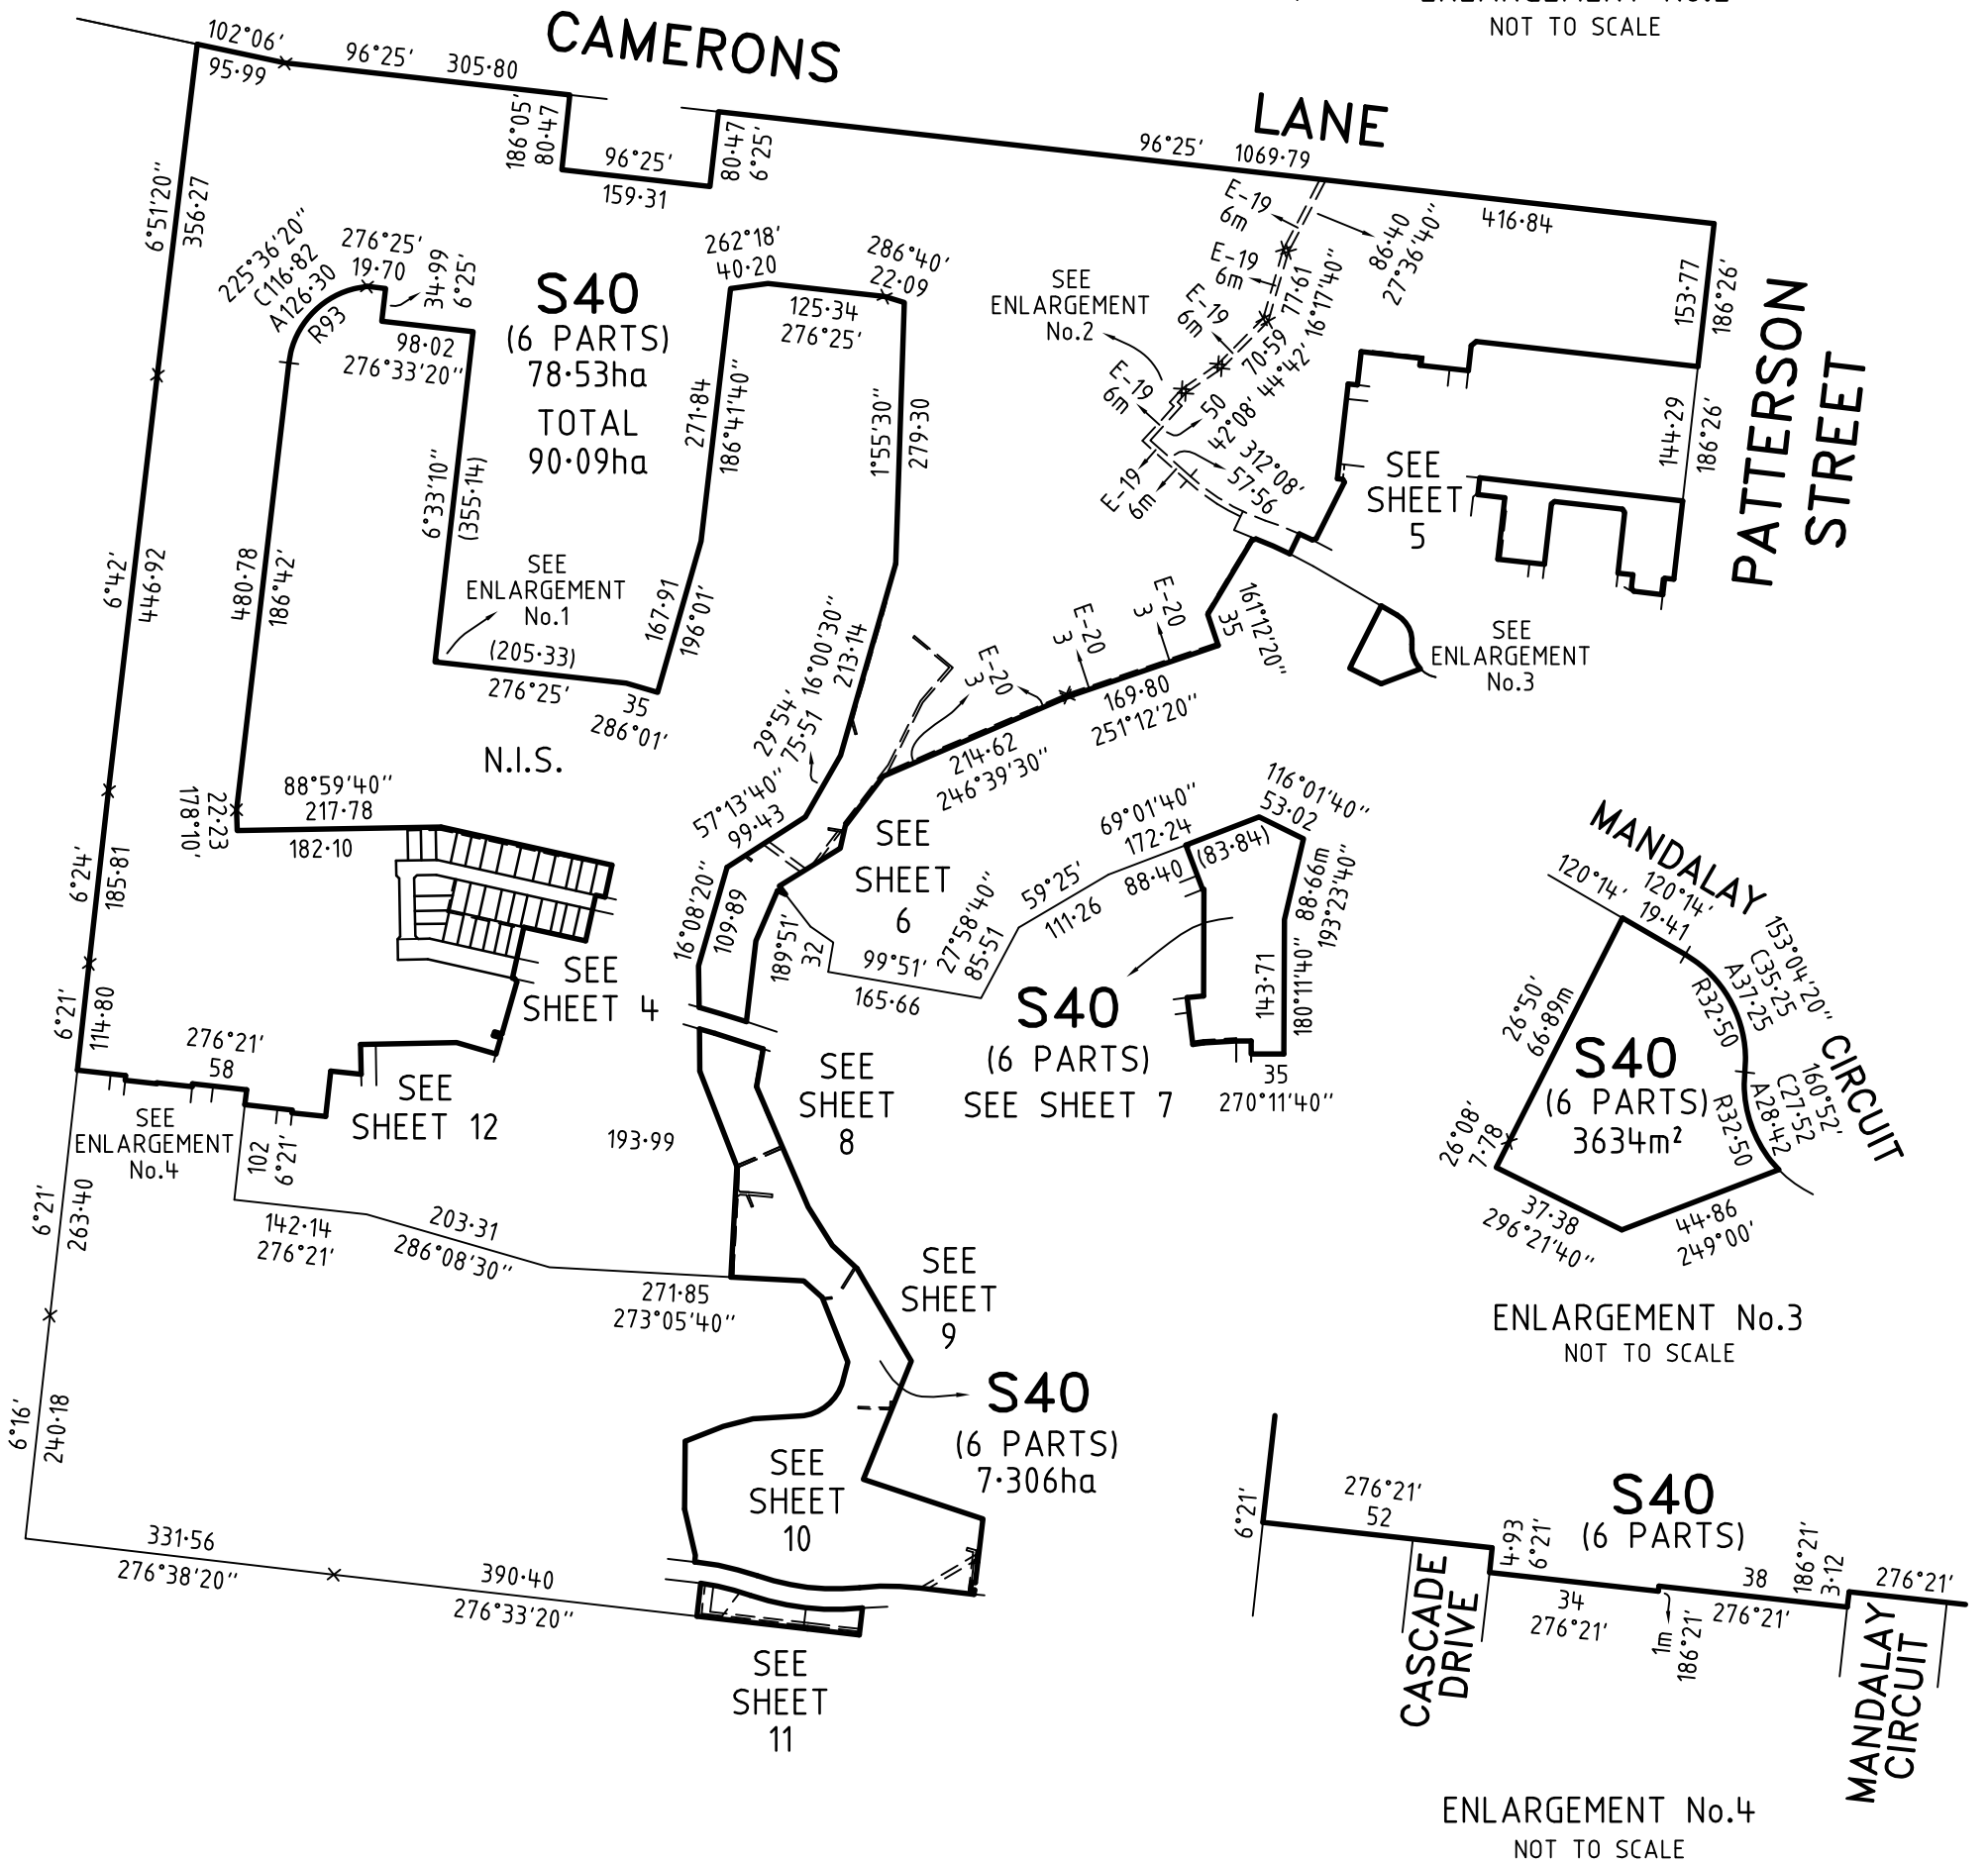 NOT TO SCALE
CAMERONS
LANE
102°06'
95·99
96°25' 305·80
186°05'
80·47
96°25'
159·31
80·47
6°25'
96°25' 1069·79
416·84
6°51'20"
356·27
225°36'20"
C116·82
A126·30
R93
276°25'
19·70
34·99
6°25'
98·02
276°33'20"
S40
(6 PARTS)
78·53ha
TOTAL
90·09ha
262°18'
40·20
286°40'
22·09
125·34
276°25'
271·84
186°41'40"
1°55'30"
279·30
SEE
ENLARGEMENT
No.2
E-19
6m
E-19
6m
E-19
6m
E-19
6m
E-19
6m
86·40
27°36'40"
77·61
16°17'40"
70·59
44°42'
50
42°08'
312°08'
57·56
153·77
186°26'
144·29
186°26'
PATTERSON
STREET
SEE
SHEET
5
6°42'
446·92
480·78
186°42'
6°33'10"
(355·14)
SEE
ENLARGEMENT
No.1
(205·33)
276°25'
35
286°01'
167·91
196°01'
N.I.S.
16°00'30"
213·14
29°54'
75·51
57°13'40"
99·43
E-20
3
E-20
3
E-20
3
161°12'20"
35
169·80
251°12'20"
214·62
246°39'30"
SEE
ENLARGEMENT
No.3
22·23
178°10'
88°59'40"
217·78
182·10
6°24'
185·81
6°21'
114·80
SEE
SHEET 4
16°08'20"
109·89
189°51'
32
SEE
SHEET
6
99°51'
165·66
27°58'40"
85·51
59°25'
111·26
69°01'40"
172·24
88·40
(83·84)
116°01'40"
53·02
88·66m
193°23'40"
143·71
180°11'40"
35
270°11'40"
S40
(6 PARTS)
SEE SHEET 7
MANDALAY
CIRCUIT
120°14'
120°14'
19·41
153°04'20"
C35·25
A37·25
R32·50
160°52'
C27·52
A28·42
R32·50
26°50'
66·89m
26°08'
7·78
S40
(6 PARTS)
3634m²
37·38
296°21'40"
44·86
249°00'
ENLARGEMENT No.3
NOT TO SCALE
276°21'
58
SEE
ENLARGEMENT
No.4
SEE
SHEET 12
SEE
SHEET
8
193·99
102
6°21'
142·14
276°21'
203·31
286°08'30"
271·85
273°05'40"
6°21'
263·40
6°16'
240·18
SEE
SHEET
9
S40
(6 PARTS)
7·306ha
SEE
SHEET
10
331·56
276°38'20"
390·40
276°33'20"
SEE
SHEET
11
6°21'
276°21'
52
4·93
6°21'
S40
(6 PARTS)
34
276°21'
1m
186°21'
38
276°21'
186°21'
3·12
276°21'
CASCADE
DRIVE
MANDALAY
CIRCUIT
ENLARGEMENT No.4
NOT TO SCALE